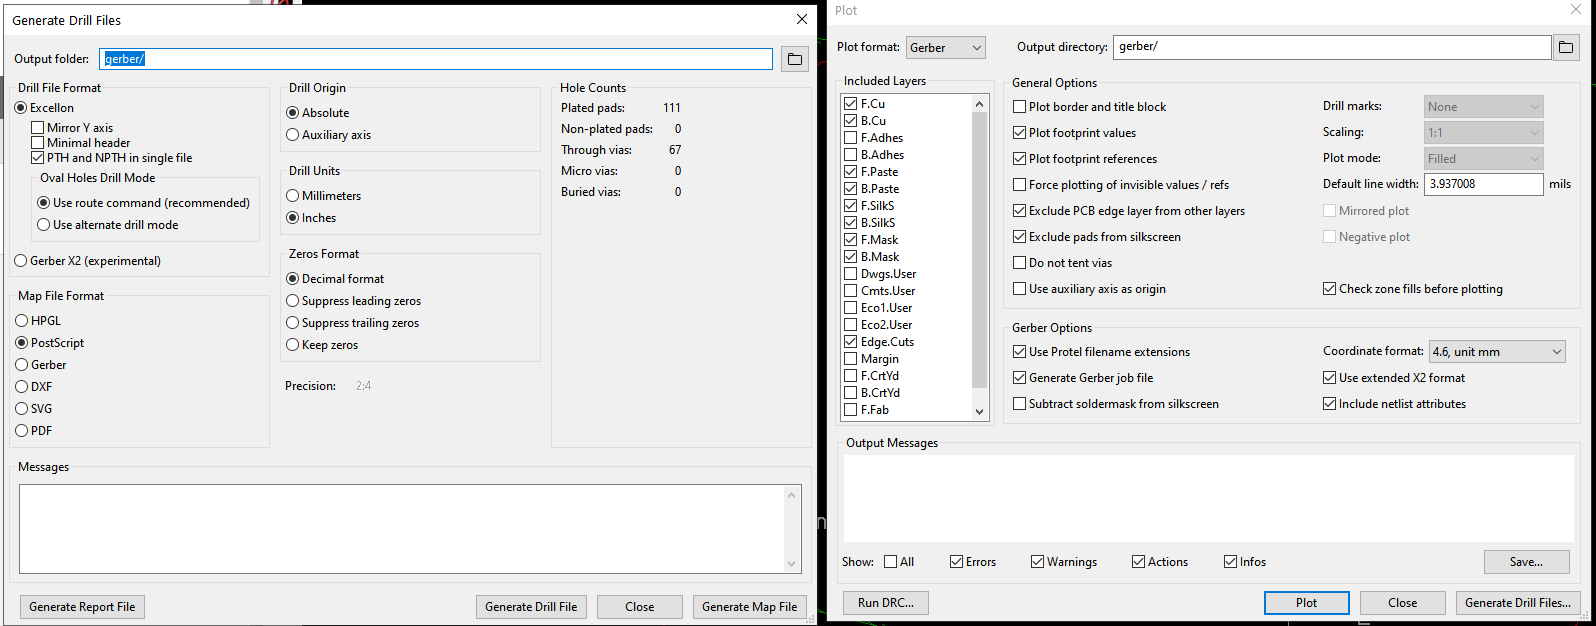 Generate Drill Files
Output folder: gerber/
Drill File Format
Excellon
Mirror Y axis
Minimal header
PTH and NPTH in single file
Oval Holes Drill Mode
Use route command (recommended)
Use alternate drill mode
Gerber X2 (experimental)
Map File Format
HPGL
PostScript
Gerber
DXF
SVG
PDF
Drill Origin
Absolute
Auxiliary axis
Drill Units
Millimeters
Inches
Zeros Format
Decimal format
Suppress leading zeros
Suppress trailing zeros
Keep zeros
Precision: 2:4
Hole Counts
Plated pads: 111
Non-plated pads: 0
Through vias: 67
Micro vias: 0
Buried vias: 0
Messages
Generate Report File
Generate Drill File
Close
Generate Map File
Plot
Plot format: Gerber
Output directory: gerber/
Included Layers
F.Cu
B.Cu
F.Adhes
B.Adhes
F.Paste
B.Paste
F.SilkS
B.SilkS
F.Mask
B.Mask
Dwgs.User
Cmts.User
Eco1.User
Eco2.User
Edge.Cuts
Margin
F.CrtYd
B.CrtYd
F.Fab
General Options
Plot border and title block
Plot footprint values
Plot footprint references
Force plotting of invisible values / refs
Exclude PCB edge layer from other layers
Exclude pads from silkscreen
Do not tent vias
Use auxiliary axis as origin
Drill marks: None
Scaling: 1:1
Plot mode: Filled
Default line width: 3.937008 mils
Mirrored plot
Negative plot
Check zone fills before plotting
Gerber Options
Use Protel filename extensions
Generate Gerber job file
Subtract soldermask from silkscreen
Coordinate format: 4.6, unit mm
Use extended X2 format
Include netlist attributes
Output Messages
Show: All Errors Warnings Actions Infos
Save...
Run DRC...
Plot
Close
Generate Drill Files...